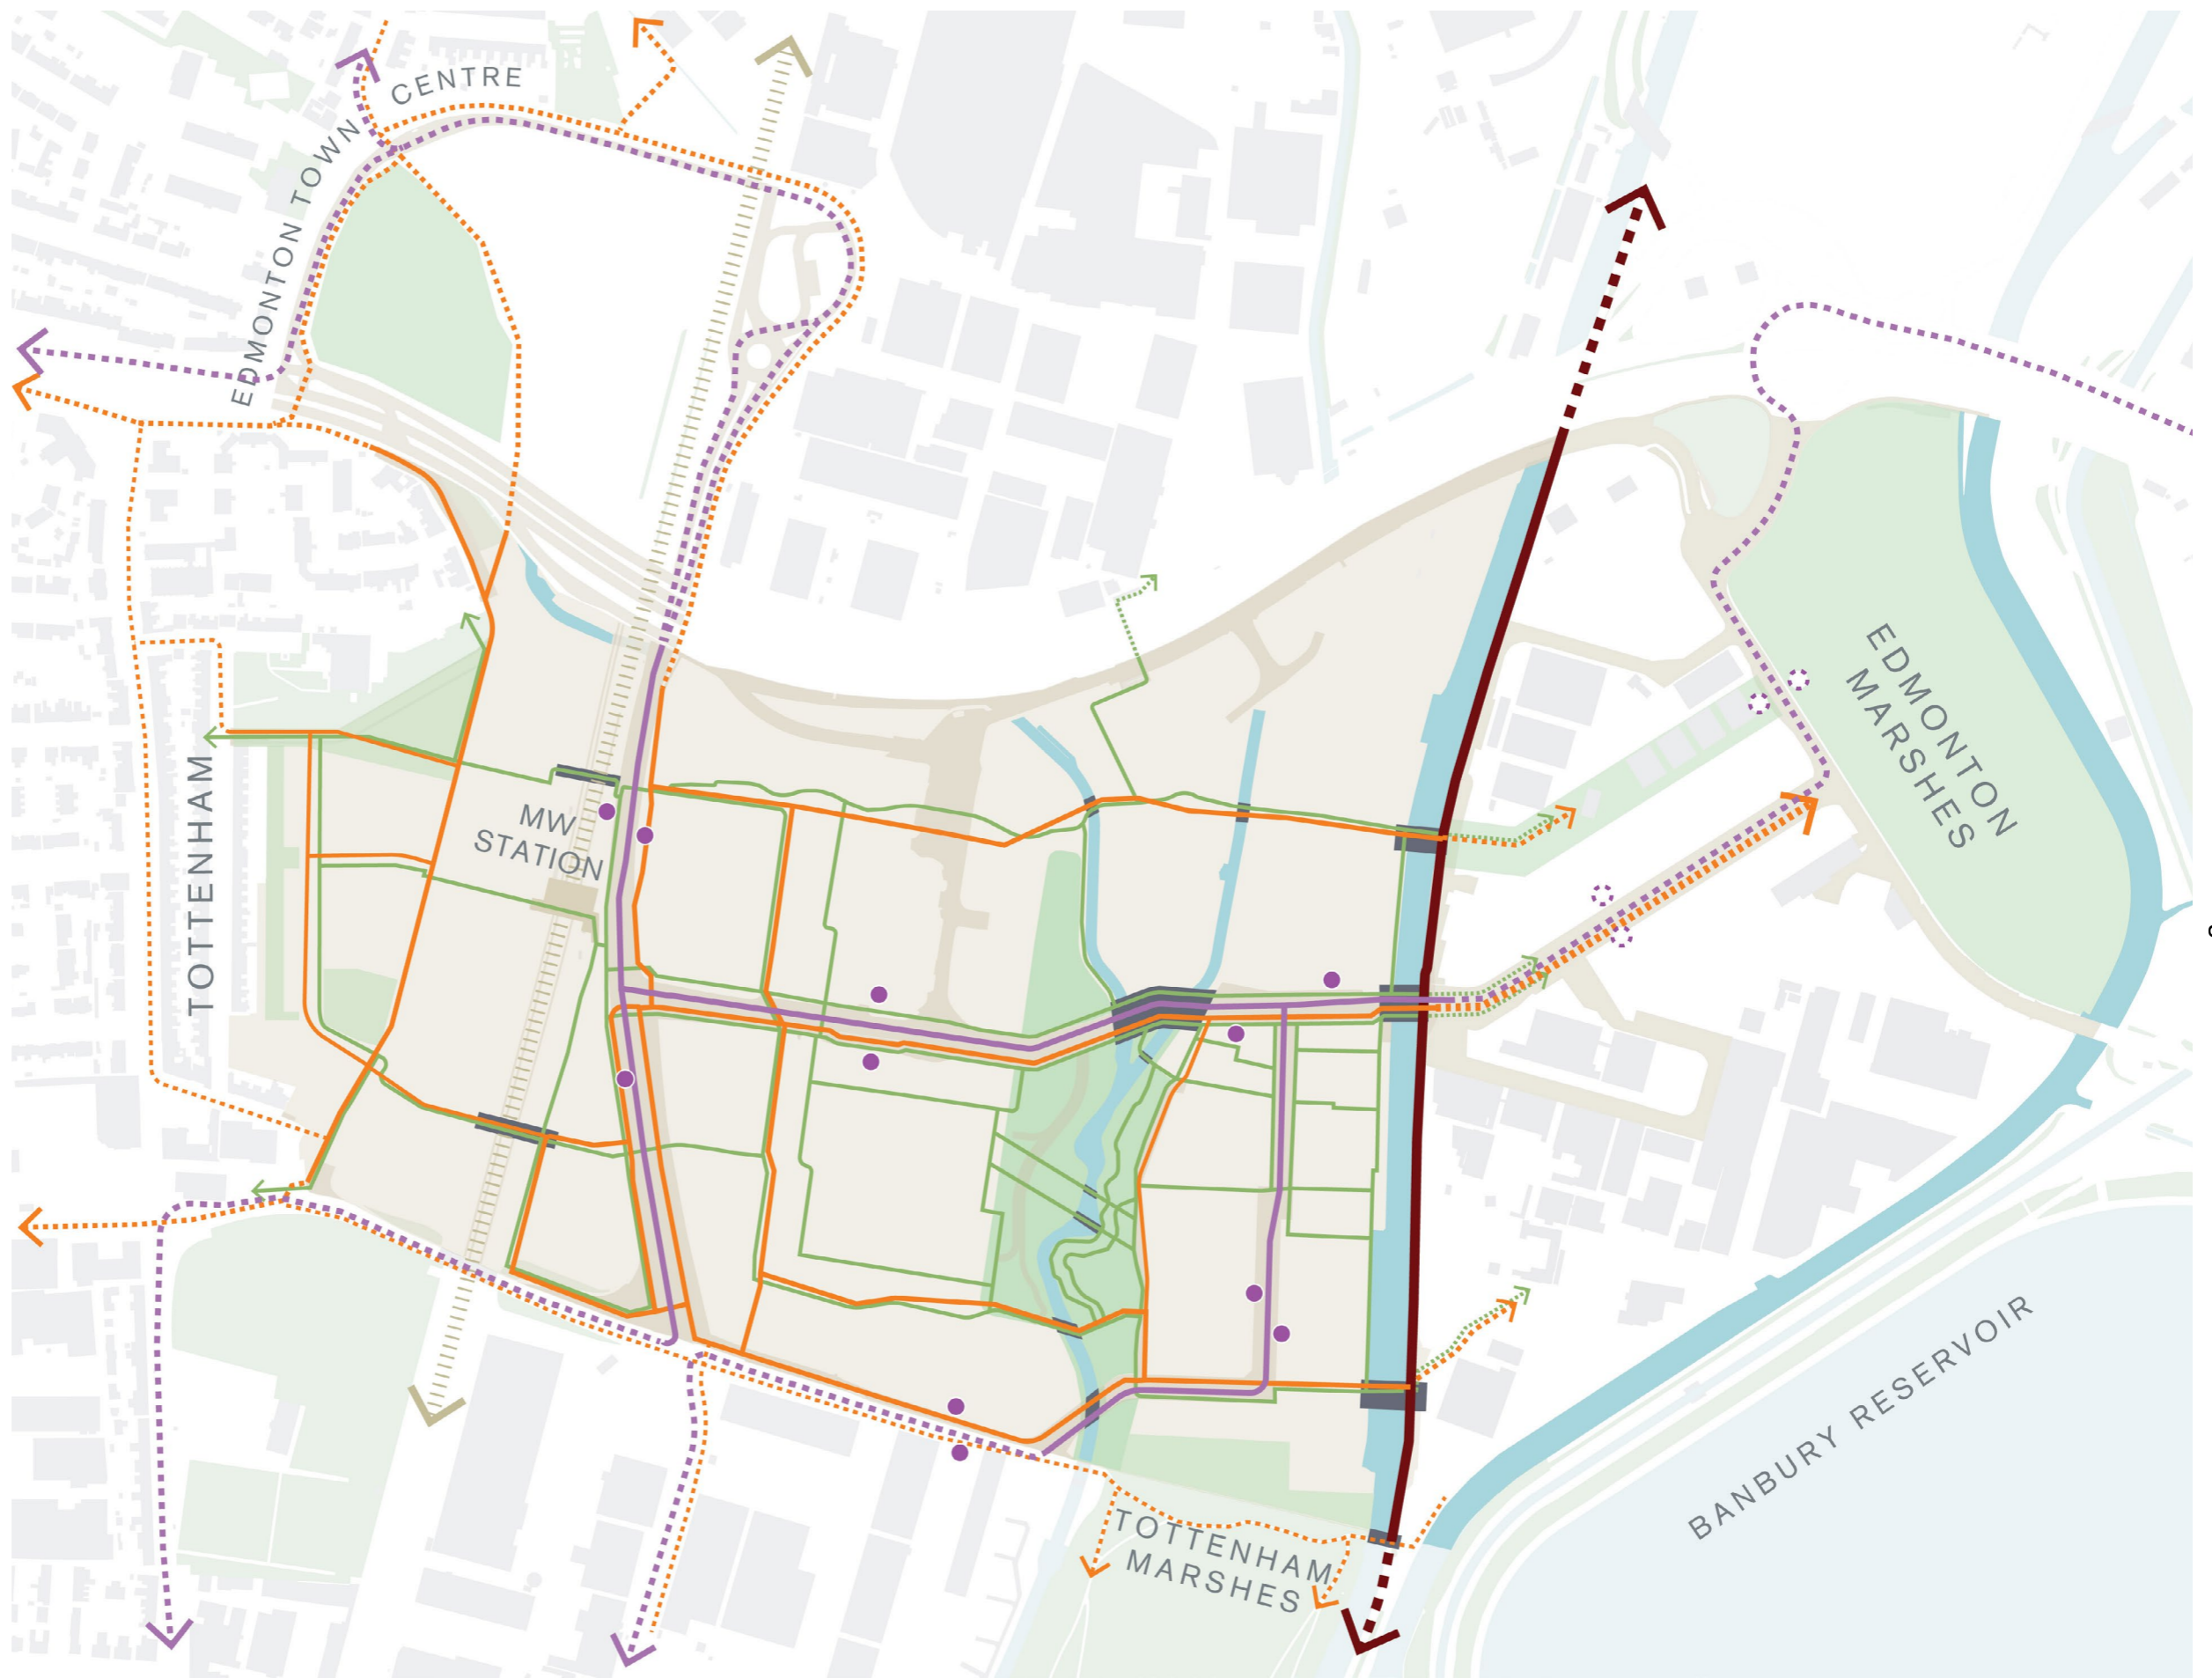 EDMONTON TOWN CENTRE
MW
STATION
TOTTENHAM
EDMONTON
MARSHES
BANBURY RESERVOIR
TOTTENHAM
MARSHES